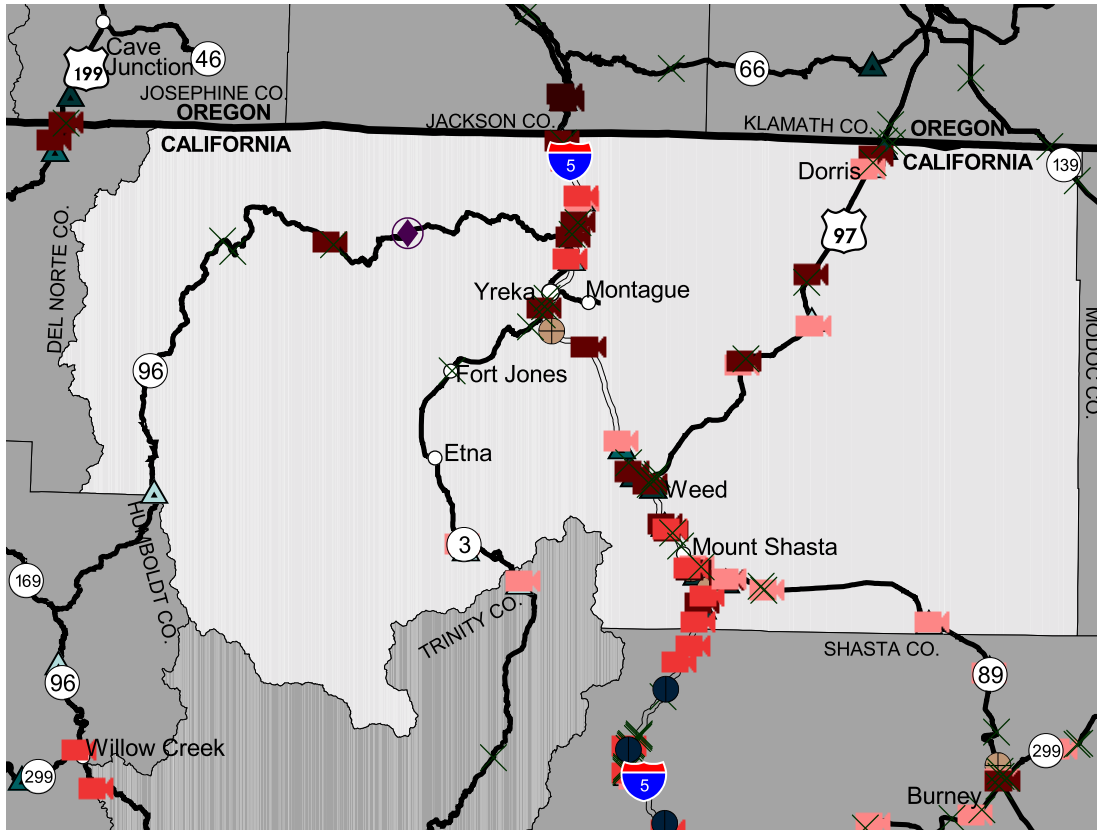 Cave
Junction
46
199
66
JOSEPHINE CO.
OREGON
JACKSON CO.
KLAMATH CO.
OREGON
CALIFORNIA
CALIFORNIA
5
139
Dorris
DEL NORTE CO.
97
Yreka
Montague
MODOC CO.
96
Fort Jones
Etna
Weed
HUMBOLDT CO.
3
Mount Shasta
169
TRINITY CO.
SHASTA CO.
96
89
Willow Creek
299
299
5
Burney